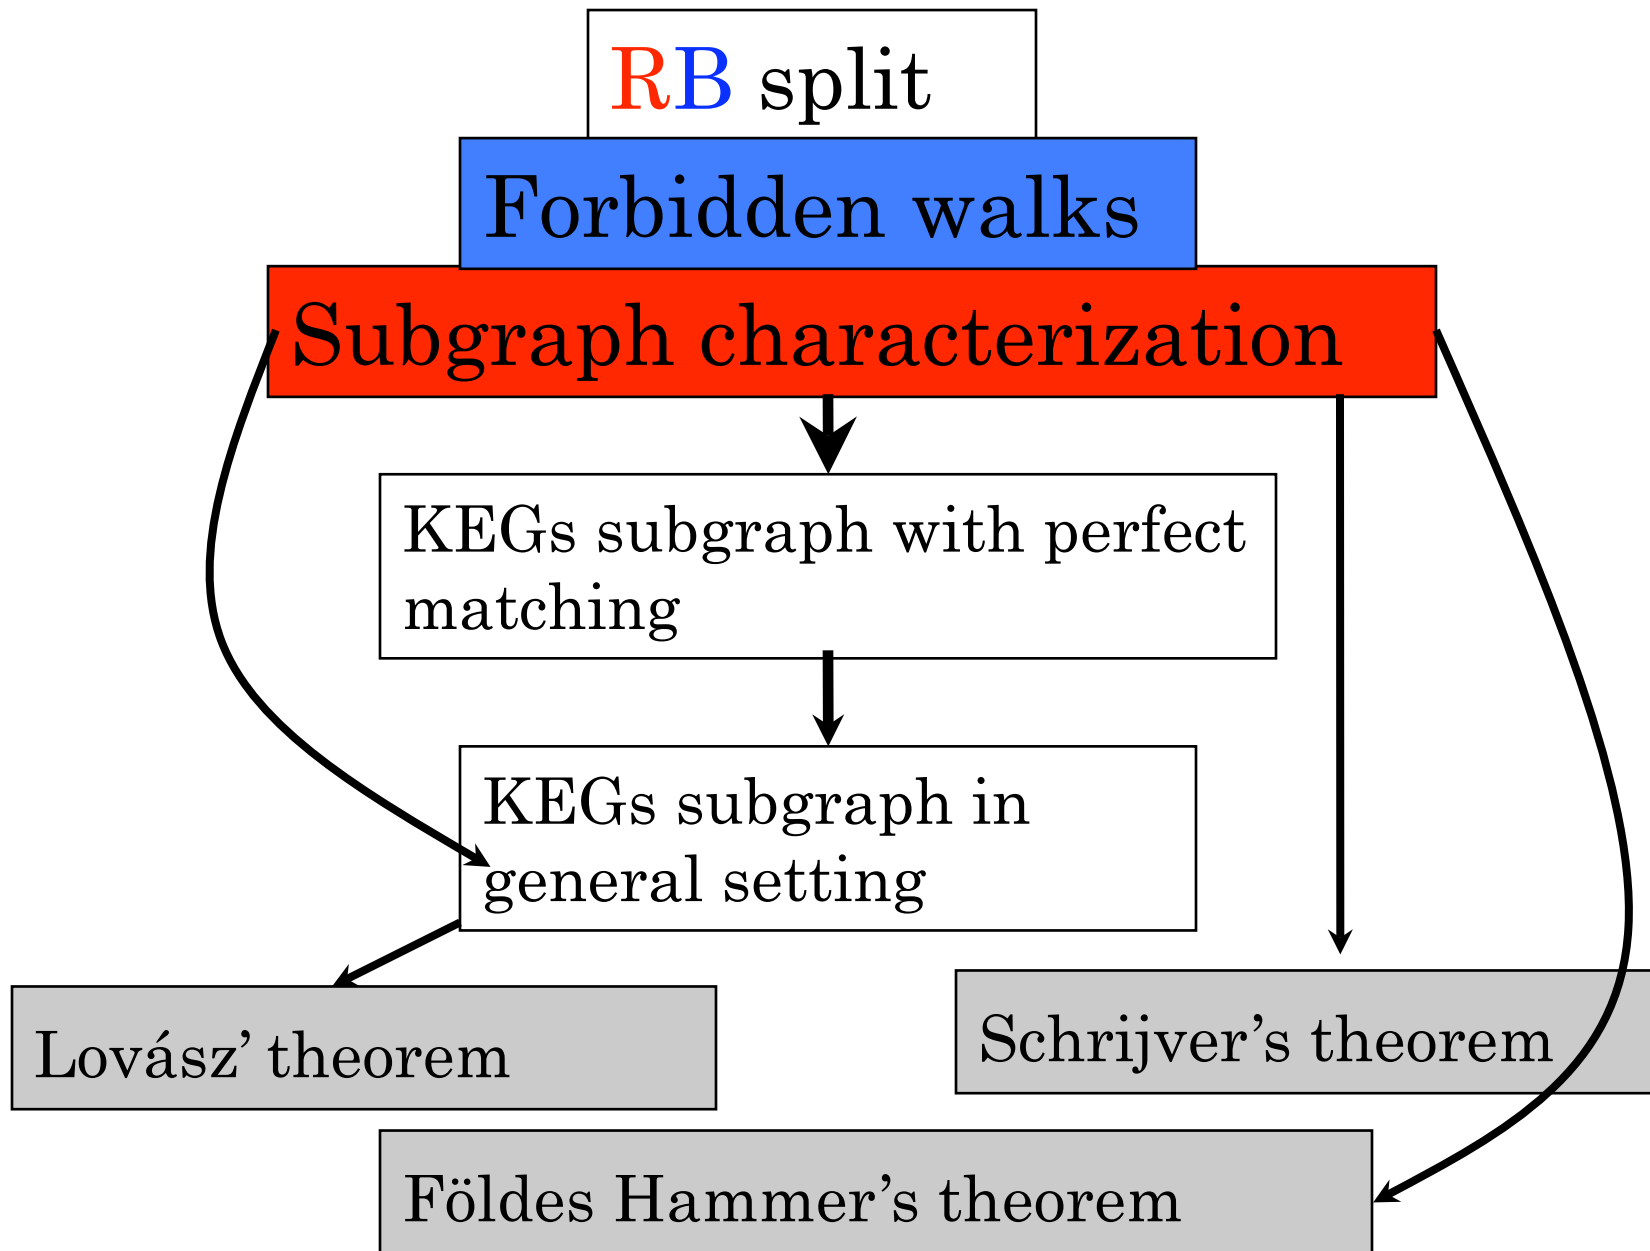 RB split
Forbidden walks
Subgraph characterization
KEGs subgraph with perfect
matching
KEGs subgraph in
general setting
Lovász’ theorem
Schrijver’s theorem
Földes Hammer’s theorem